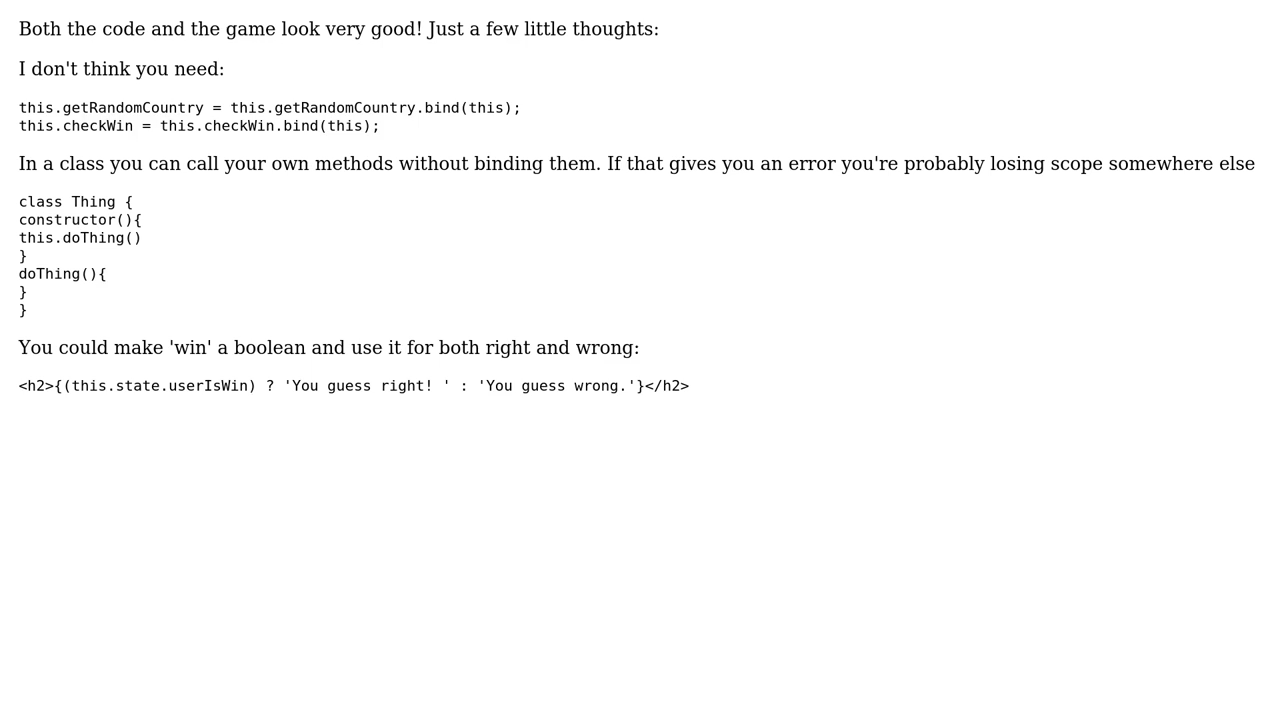 Both the code and the game look very good! Just a few little thoughts:
I don't think you need:
this.getRandomCountry = this.getRandomCountry.bind(this);
this.checkWin = this.checkWin.bind(this);
In a class you can call your own methods without binding them. If that gives you an error you're probably losing scope somewhere else
class Thing {
constructor(){
this.doThing()
}
doThing(){
}
}
You could make 'win' a boolean and use it for both right and wrong:
<h2>{(this.state.userIsWin) ? 'You guess right! ' : 'You guess wrong.'}</h2>